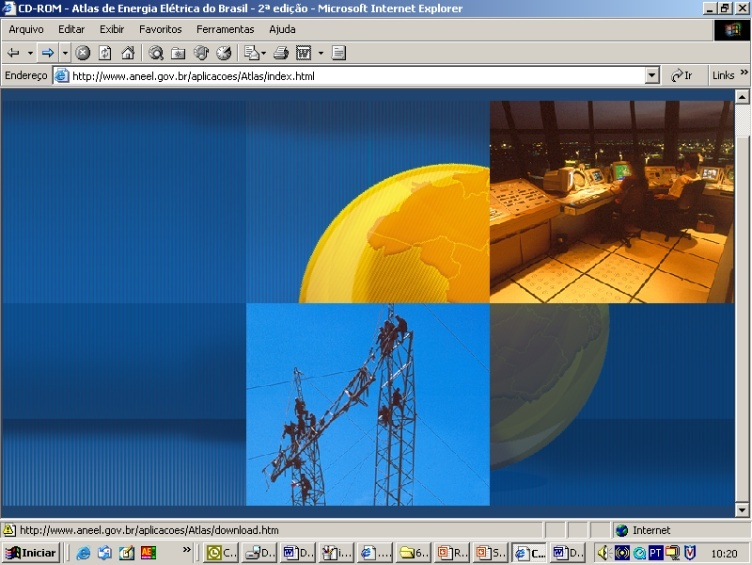 CD-ROM - Atlas de Energia Elétrica do Brasil - 2ª edição - Microsoft Internet Explorer
Arquivo Editar Exibir Favoritos Ferramentas Ajuda
Endereço http://www.aneel.gov.br/aplicacoes/Atlas/index.html Ir Links »
http://www.aneel.gov.br/aplicacoes/Atlas/download.htm Internet
Iniciar AE » C.. D... D... i... .... 6.. R... S... C... D... PT 10:20